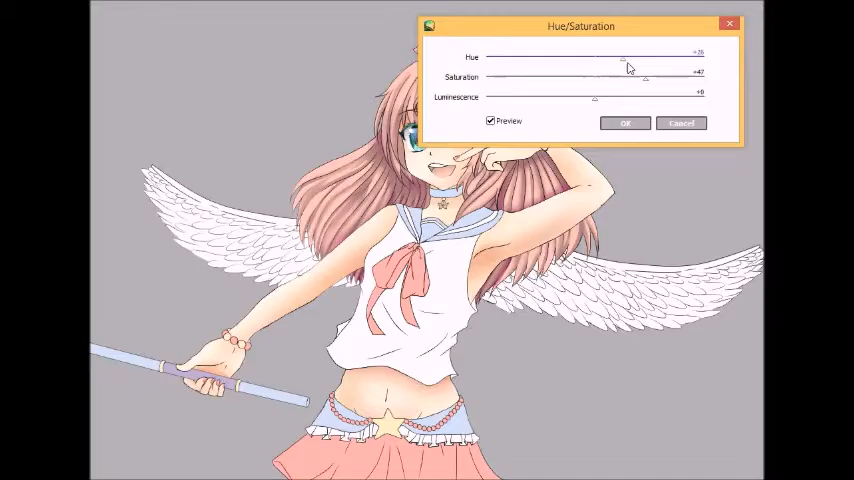 Hue/Saturation
Hue +26
Saturation +47
Luminescence +0
Preview OK Cancel